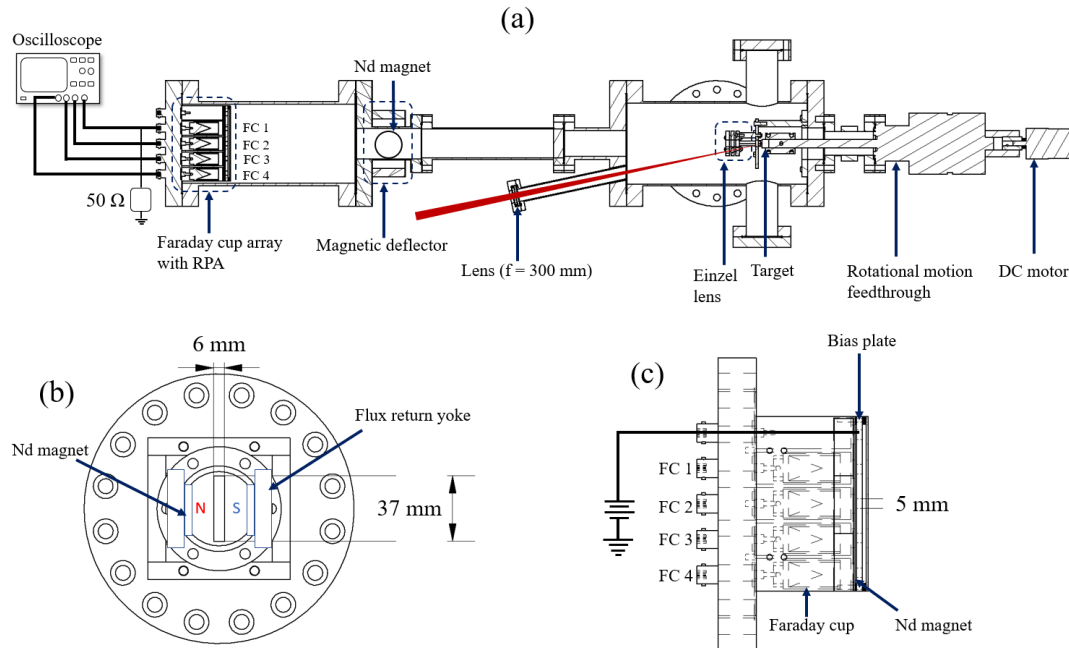 (a)
Oscilloscope
Nd magnet
FC 1
FC 2
FC 3
FC 4
50 Ω
Faraday cup array
with RPA
Magnetic deflector
Lens (f = 300 mm)
Einzel
lens
Target
Rotational motion
feedthrough
DC motor
(b)
6 mm
Nd magnet
Flux return yoke
N
S
37 mm
(c)
Bias plate
FC 1
FC 2
FC 3
FC 4
5 mm
Faraday cup
Nd magnet